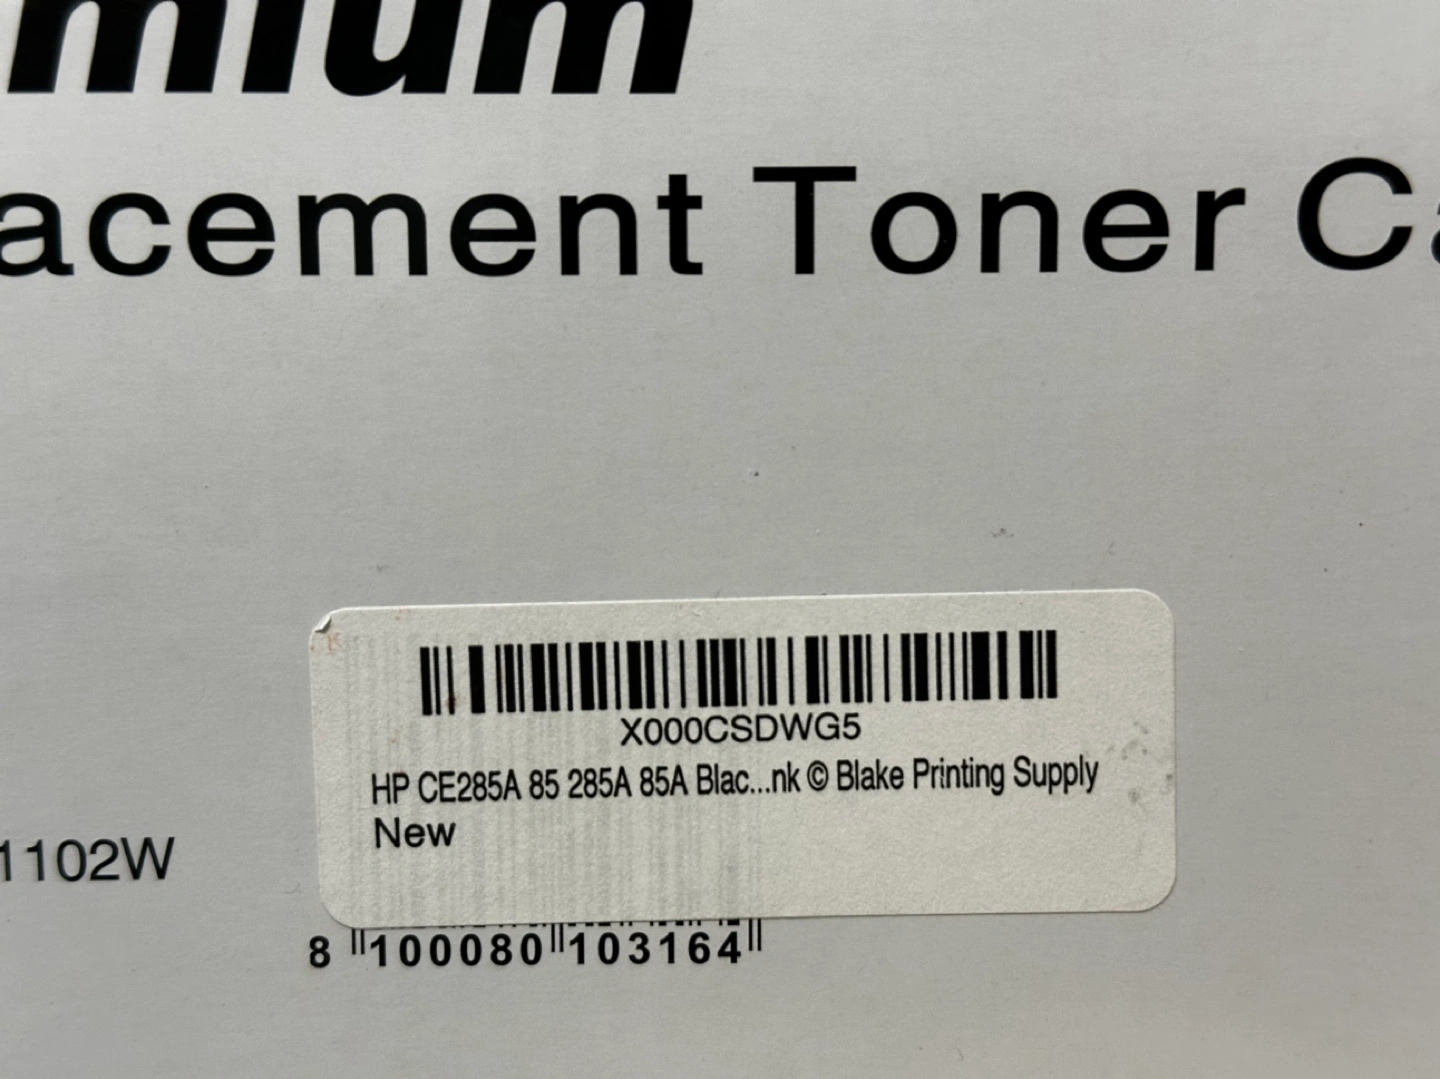 mium
acement Toner Ca
X000CSDWG5
HP CE285A 85 285A 85A Blac...nk © Blake Printing Supply
New
1102W
8 100080 103164